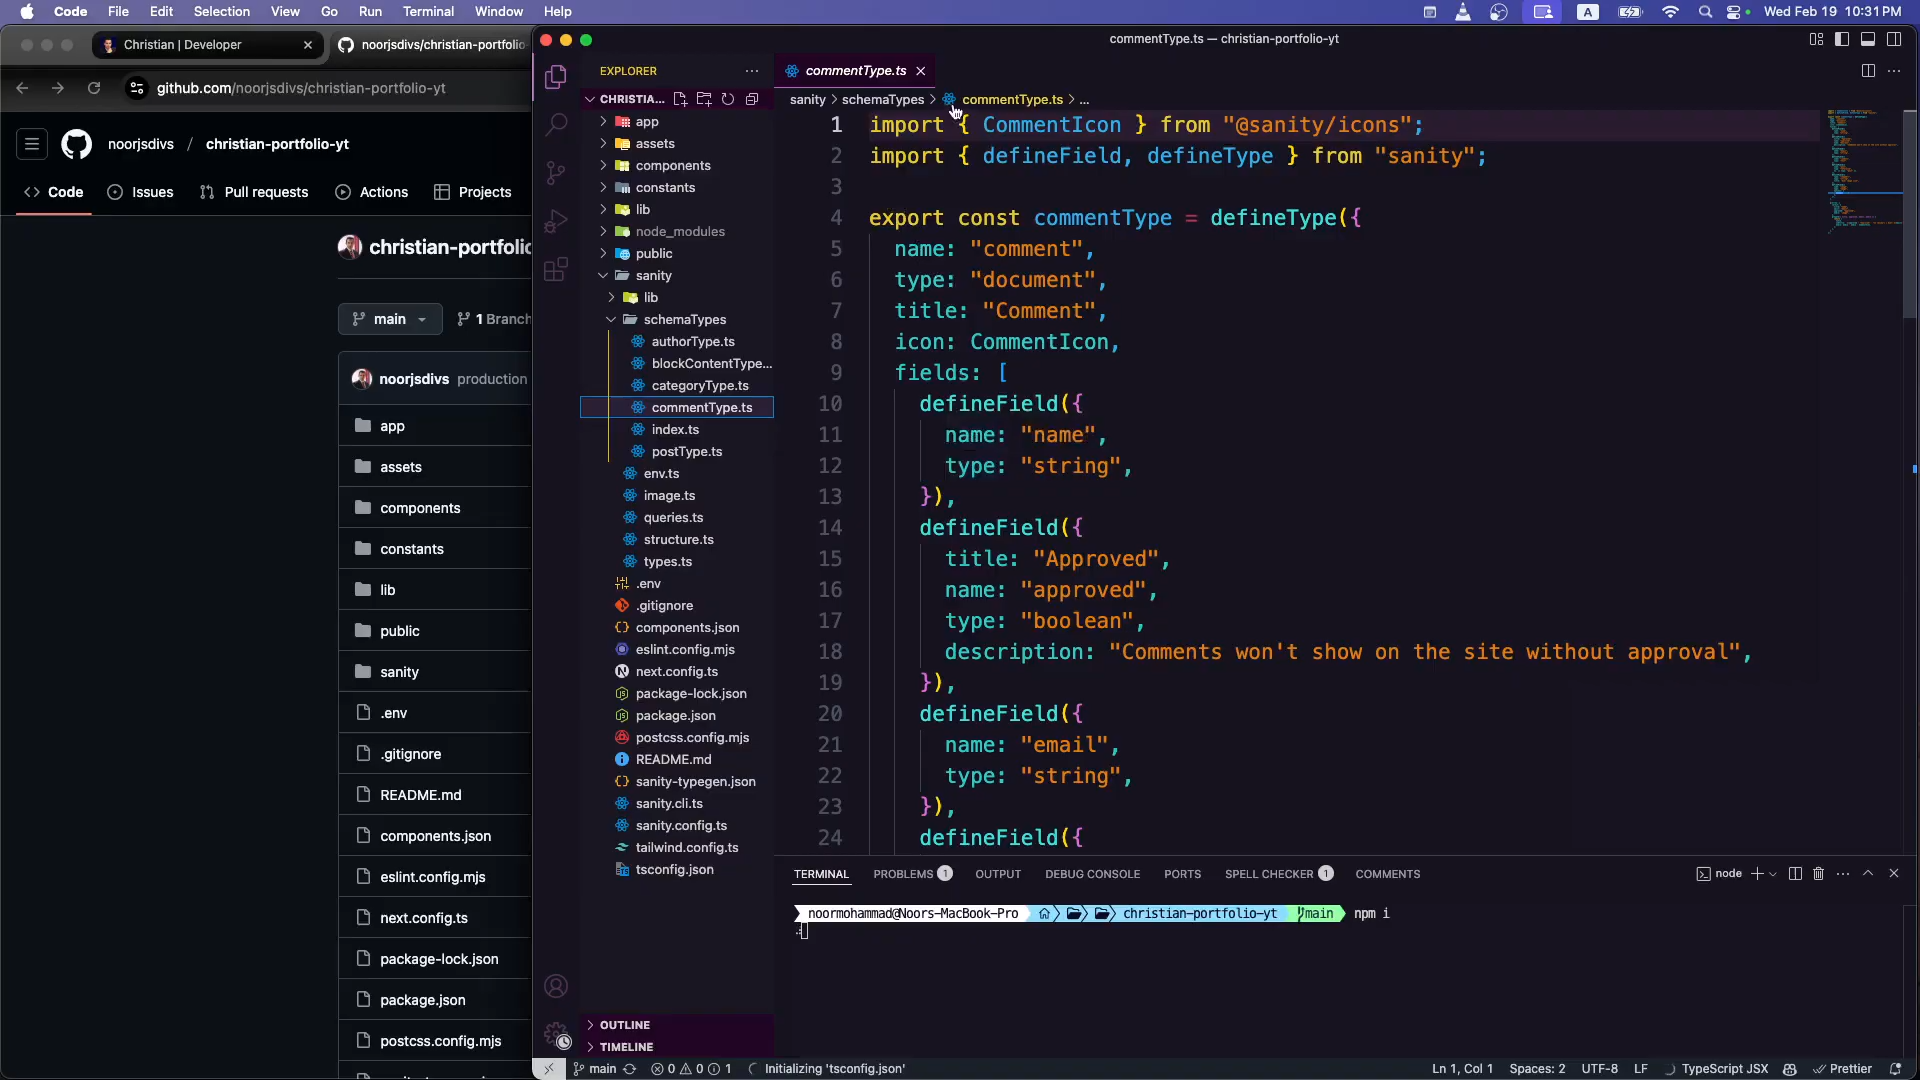 Code File Edit Selection View Go Run Terminal Window Help
A Wed Feb 19 10:31 PM
Christian | Developer
noorjsdivs/christian-portfolio-
github.com/noorjsdivs/christian-portfolio-yt
noorjsdivs / christian-portfolio-yt
Code Issues Pull requests Actions Projects
christian-portfolio
main 1 Branch
noorjsdivs production
app
assets
components
constants
lib
public
sanity
.env
.gitignore
README.md
components.json
eslint.config.mjs
next.config.ts
package-lock.json
package.json
postcss.config.mjs
commentType.ts — christian-portfolio-yt
EXPLORER
CHRISTIA...
app
assets
components
constants
lib
node_modules
public
sanity
lib
schemaTypes
authorType.ts
blockContentType...
categoryType.ts
commentType.ts
index.ts
postType.ts
env.ts
image.ts
queries.ts
structure.ts
types.ts
.env
.gitignore
components.json
eslint.config.mjs
next.config.ts
package-lock.json
package.json
postcss.config.mjs
README.md
sanity-typegen.json
sanity.cli.ts
sanity.config.ts
tailwind.config.ts
tsconfig.json
OUTLINE
TIMELINE
commentType.ts
sanity > schemaTypes > commentType.ts > ...
1 import { CommentIcon } from "@sanity/icons";
2 import { defineField, defineType } from "sanity";
3
4 export const commentType = defineType({
5 name: "comment",
6 type: "document",
7 title: "Comment",
8 icon: CommentIcon,
9 fields: [
10 defineField({
11 name: "name",
12 type: "string",
13 }),
14 defineField({
15 title: "Approved",
16 name: "approved",
17 type: "boolean",
18 description: "Comments won't show on the site without approval",
19 }),
20 defineField({
21 name: "email",
22 type: "string",
23 }),
24 defineField({
TERMINAL PROBLEMS 1 OUTPUT DEBUG CONSOLE PORTS SPELL CHECKER 1 COMMENTS
node
noormohammad@Noors-MacBook-Pro christian-portfolio-yt main npm i
main 0 0 1 Initializing 'tsconfig.json'
Ln 1, Col 1 Spaces: 2 UTF-8 LF TypeScript JSX Prettier